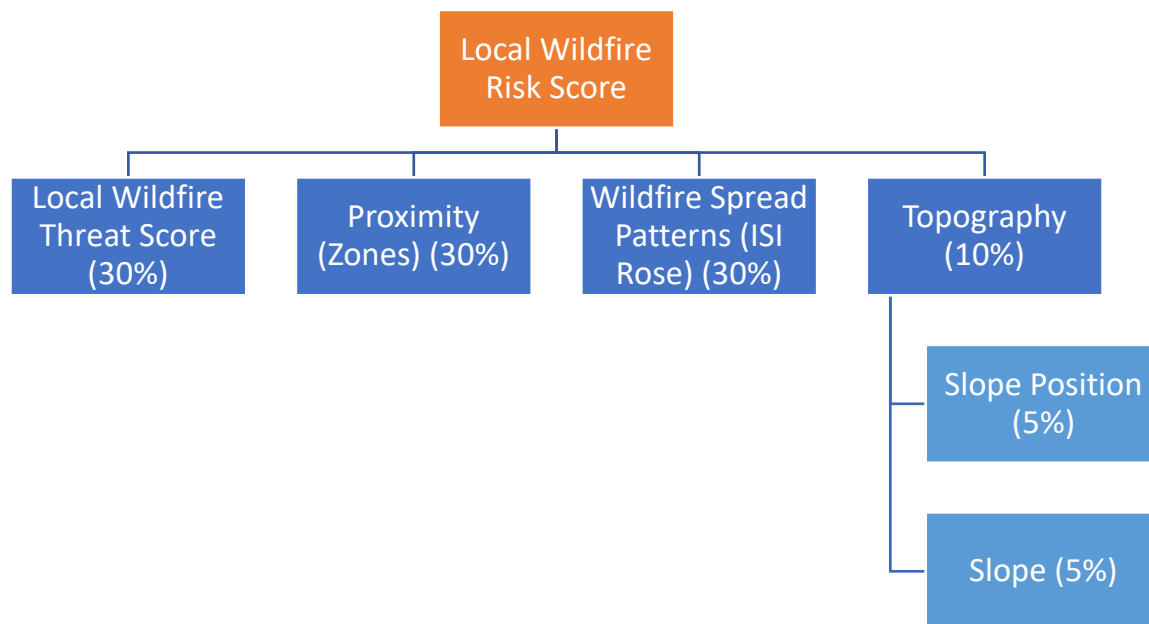 Local Wildfire
Risk Score
Local Wildfire
Threat Score
(30%)
Proximity
(Zones) (30%)
Wildfire Spread
Patterns (ISI
Rose) (30%)
Topography
(10%)
Slope Position
(5%)
Slope (5%)